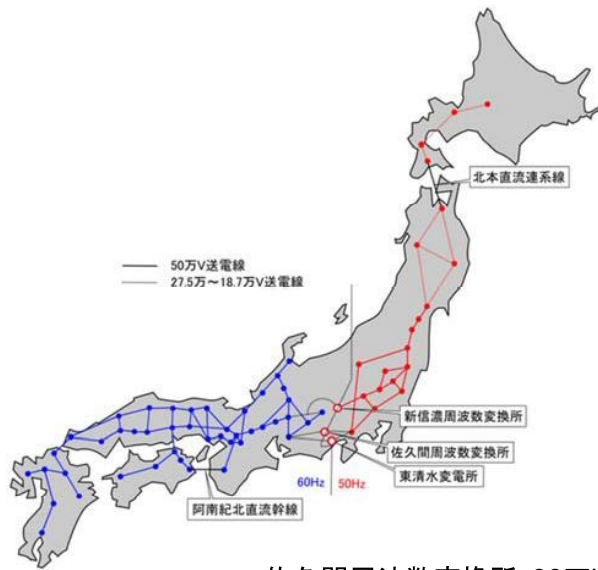 北本直流連系線
50万V送電線
27.5万～18.7万V送電線
新信濃周波数変換所
佐久間周波数変換所
東清水変電所
60Hz
50Hz
阿南紀北直流幹線